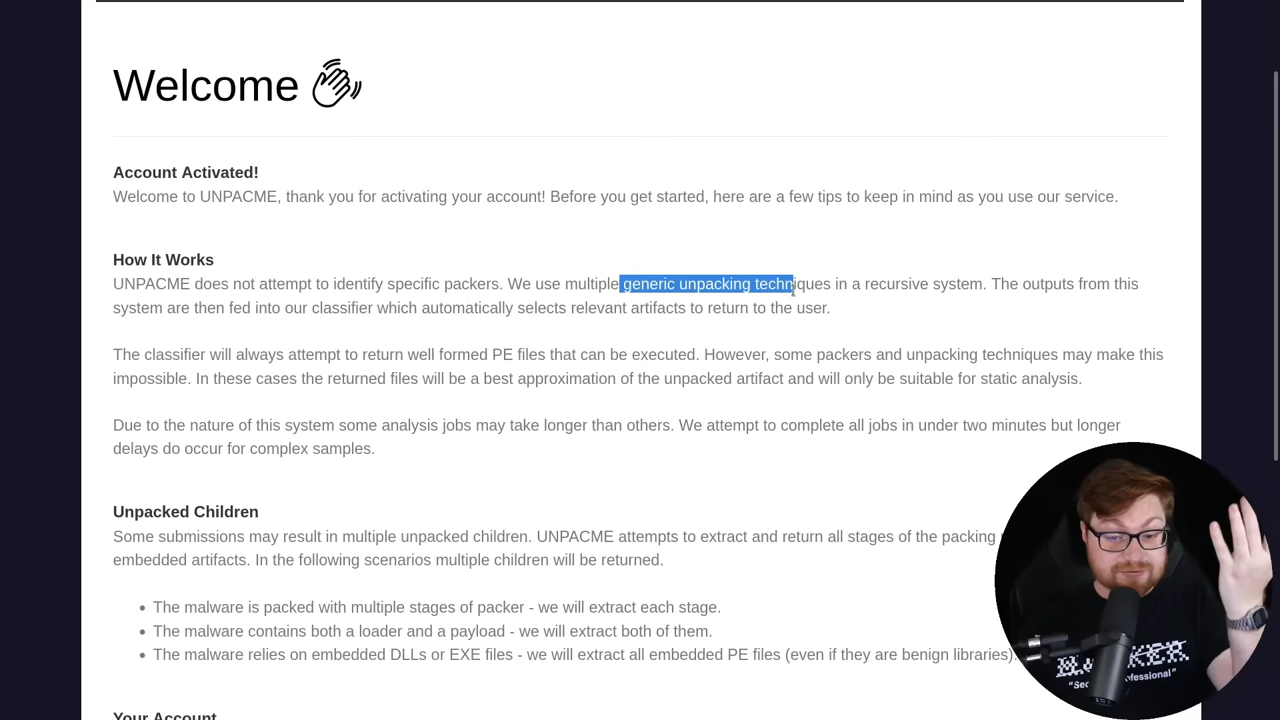 Welcome
Account Activated!
Welcome to UNPACME, thank you for activating your account! Before you get started, here are a few tips to keep in mind as you use our service.
How It Works
UNPACME does not attempt to identify specific packers. We use multiple generic unpacking techniques in a recursive system. The outputs from this
system are then fed into our classifier which automatically selects relevant artifacts to return to the user.
The classifier will always attempt to return well formed PE files that can be executed. However, some packers and unpacking techniques may make this
impossible. In these cases the returned files will be a best approximation of the unpacked artifact and will only be suitable for static analysis.
Due to the nature of this system some analysis jobs may take longer than others. We attempt to complete all jobs in under two minutes but longer
delays do occur for complex samples.
Unpacked Children
Some submissions may result in multiple unpacked children. UNPACME attempts to extract and return all stages of the packing
embedded artifacts. In the following scenarios multiple children will be returned.
The malware is packed with multiple stages of packer - we will extract each stage.
The malware contains both a loader and a payload - we will extract both of them.
The malware relies on embedded DLLs or EXE files - we will extract all embedded PE files (even if they are benign libraries).
Your Account